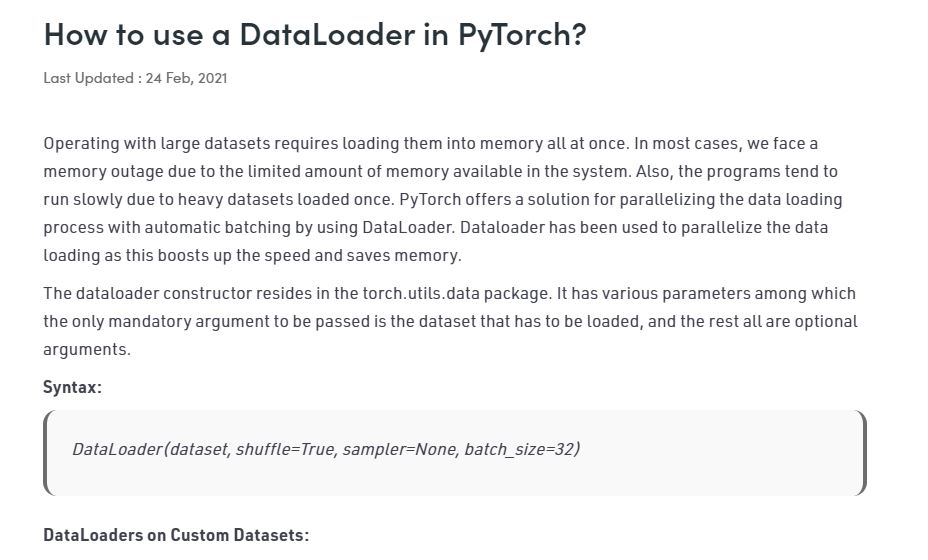 How to use a DataLoader in PyTorch?
Last Updated : 24 Feb, 2021
Operating with large datasets requires loading them into memory all at once. In most cases, we face a
memory outage due to the limited amount of memory available in the system. Also, the programs tend to
run slowly due to heavy datasets loaded once. PyTorch offers a solution for parallelizing the data loading
process with automatic batching by using DataLoader. Dataloader has been used to parallelize the data
loading as this boosts up the speed and saves memory.
The dataloader constructor resides in the torch.utils.data package. It has various parameters among which
the only mandatory argument to be passed is the dataset that has to be loaded, and the rest all are optional
arguments.
Syntax:
DataLoader(dataset, shuffle=True, sampler=None, batch_size=32)
DataLoaders on Custom Datasets: